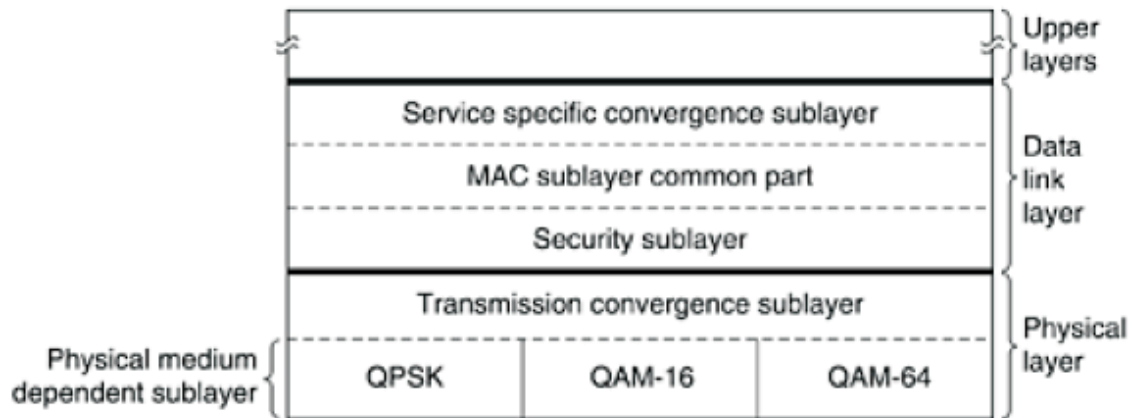 Upper
layers
Service specific convergence sublayer
MAC sublayer common part
Security sublayer
Data
link
layer
Transmission convergence sublayer
Physical
layer
Physical medium
dependent sublayer
QPSK
QAM-16
QAM-64